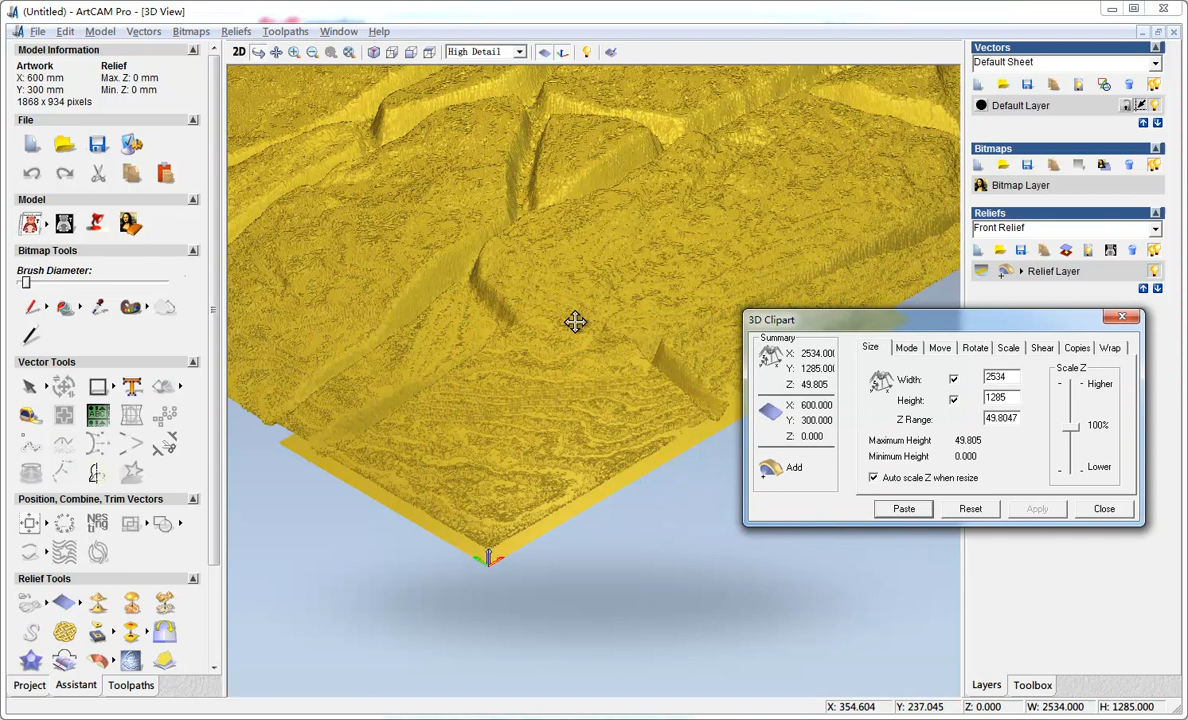 (Untitled) - ArtCAM Pro - [3D View]
File Edit Model Vectors Bitmaps Reliefs Toolpaths Window Help
Model Information
Artwork Relief
X: 600 mm Max. Z: 0 mm
Y: 300 mm Min. Z: 0 mm
1868 x 934 pixels
File
Model
Bitmap Tools
Brush Diameter:
Vector Tools
ABC
Position, Combine, Trim Vectors
NES
TING
Relief Tools
Project Assistant Toolpaths
2D High Detail
Vectors
Default Sheet
Default Layer
Bitmaps
Bitmap Layer
Reliefs
Front Relief
Relief Layer
3D Clipart
Summary
X: 2534.000
Y: 1285.000
Z: 49.805
X: 600.000
Y: 300.000
Z: 0.000
Add
Size Mode Move Rotate Scale Shear Copies Wrap
Width: 2534
Height: 1285
Z Range: 49.8047
Maximum Height 49.805
Minimum Height 0.000
Auto scale Z when resize
Scale Z
Higher
100%
Lower
Paste Reset Apply Close
Layers Toolbox
X: 354.604 Y: 237.045 Z: 0.000 W: 2534.000 H: 1285.000